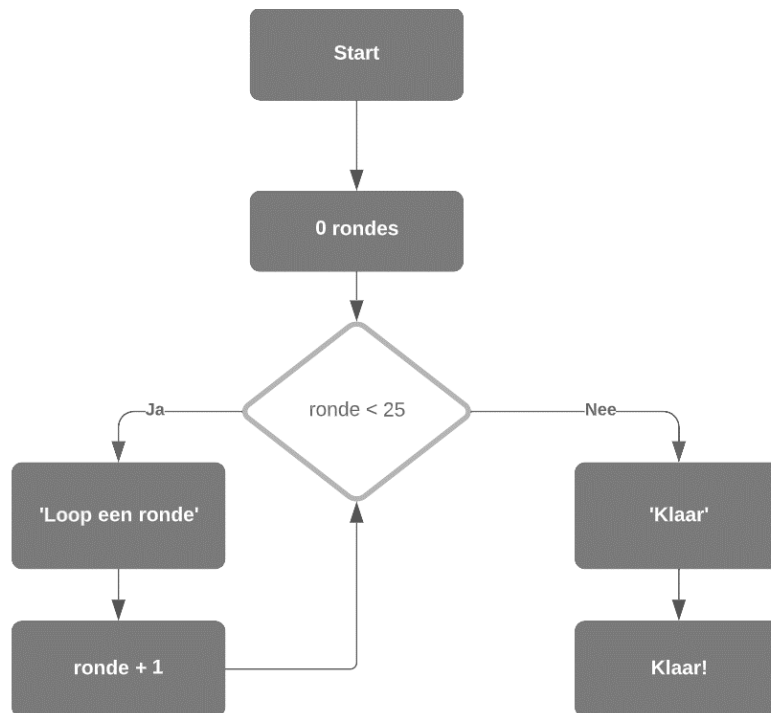 Start
0 rondes
ronde < 25
Ja
Nee
'Loop een ronde'
'Klaar'
ronde + 1
Klaar!